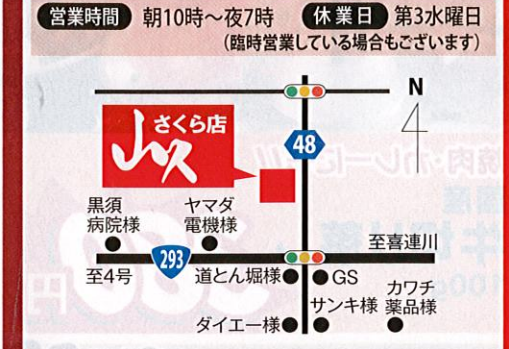 営業時間 朝10時～夜7時 休業日 第3水曜日
(臨時営業している場合もございます)
N
さくら店
48
黒須
病院様
ヤマダ
電機様
至喜連川
293
至4号
道とん堀様
GS
カワチ
薬品様
サンキ様
ダイエー様